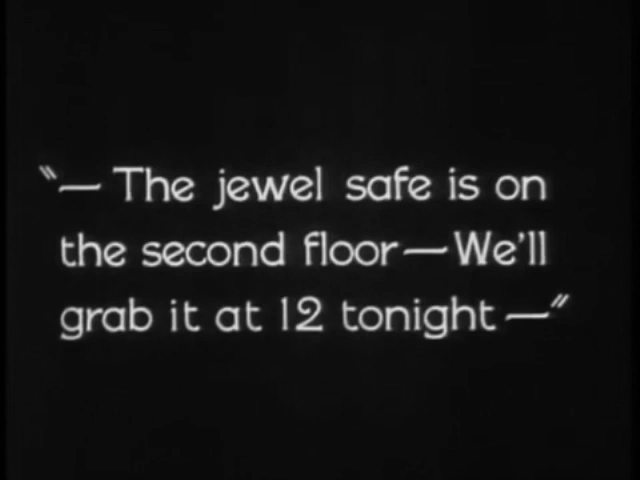 "— The jewel safe is on
the second floor — We'll
grab it at 12 tonight —"